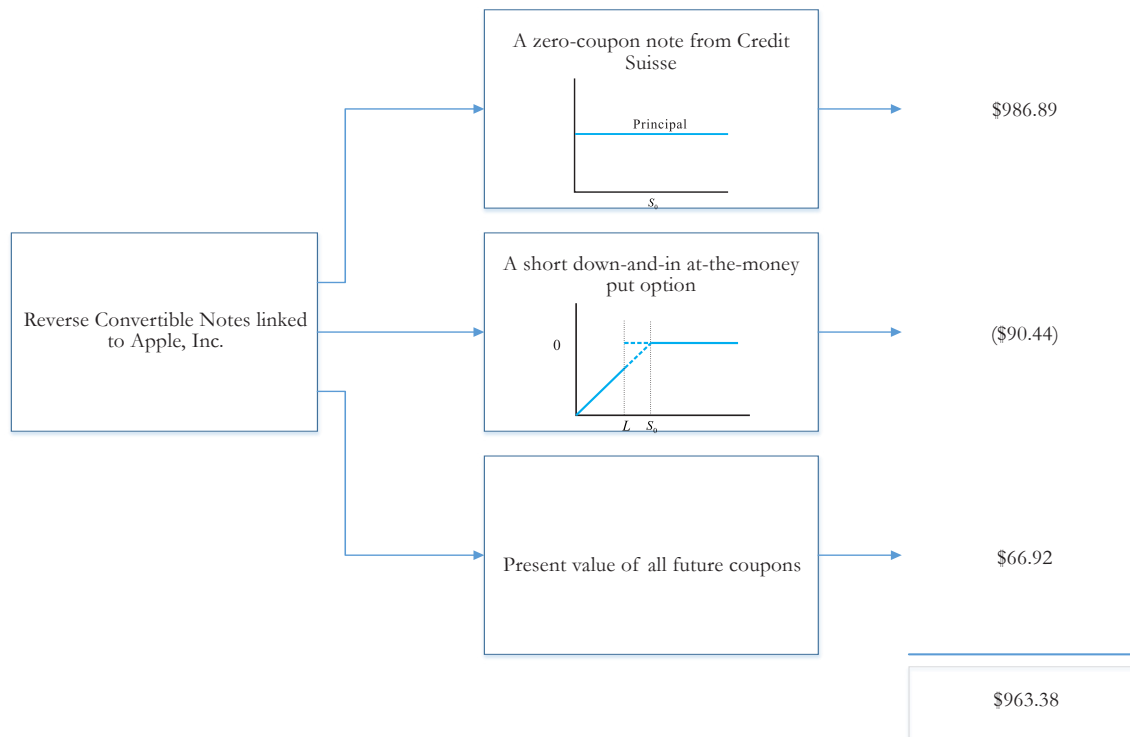 A zero-coupon note from Credit
Suisse
Principal
S₀
$986.89
Reverse Convertible Notes linked
to Apple, Inc.
A short down-and-in at-the-money
put option
0
L S₀
($90.44)
Present value of all future coupons
$66.92
$963.38